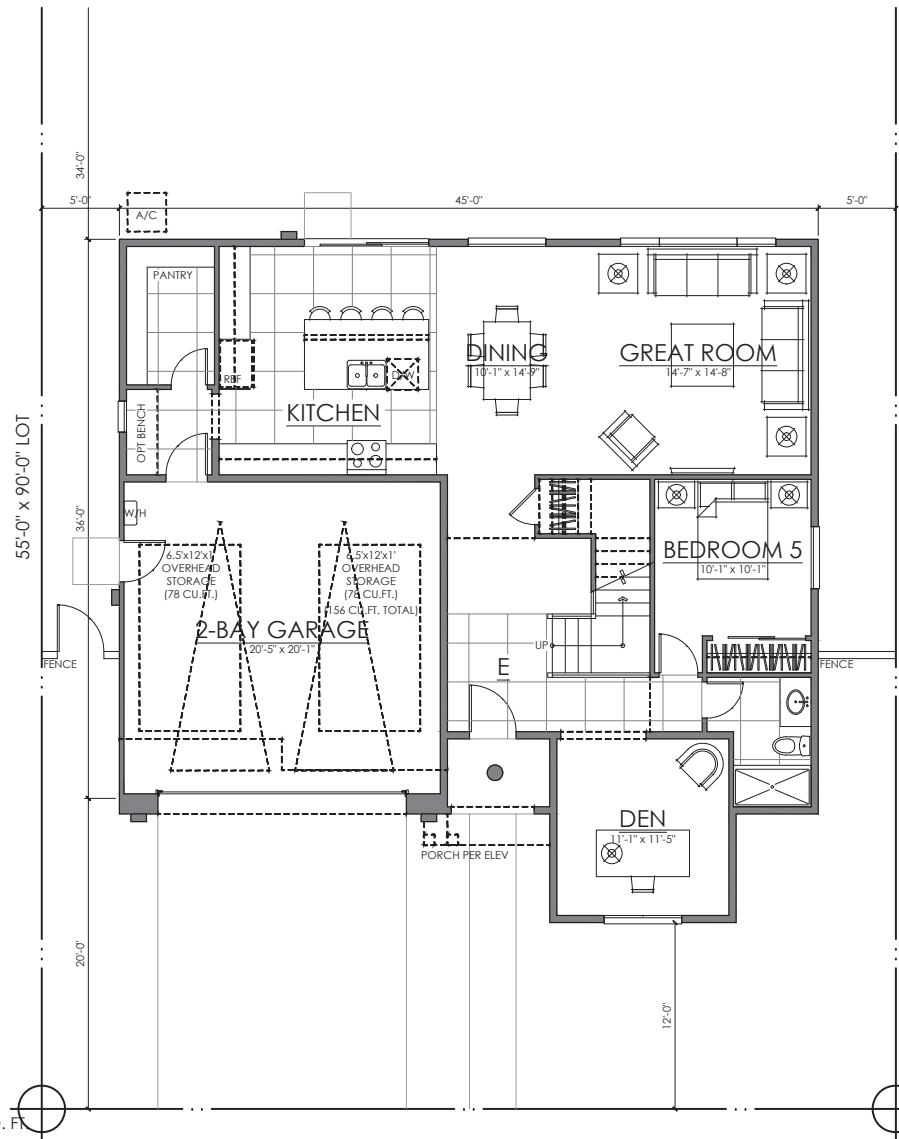 34'-0"
5'-0"
45'-0"
5'-0"
A/C
PANTRY
REF
D/W
DINING
10'-1" x 14'-9"
GREAT ROOM
14'-7" x 14'-8"
KITCHEN
OPT BENCH
55'-0" x 90'-0" LOT
36'-0"
W/H
6.5'x12'x1'
OVERHEAD
STORAGE
(78 CU.FT.)
6.5'x12'x1'
OVERHEAD
STORAGE
(78 CU.FT.)
(156 CU.FT. TOTAL)
2-BAY GARAGE
20'-5" x 20'-1"
BEDROOM 5
10'-1" x 10'-1"
UP
E
FENCE
FENCE
DEN
11'-1" x 11'-5"
PORCH PER ELEV
20'-0"
12'-0"
. FT.